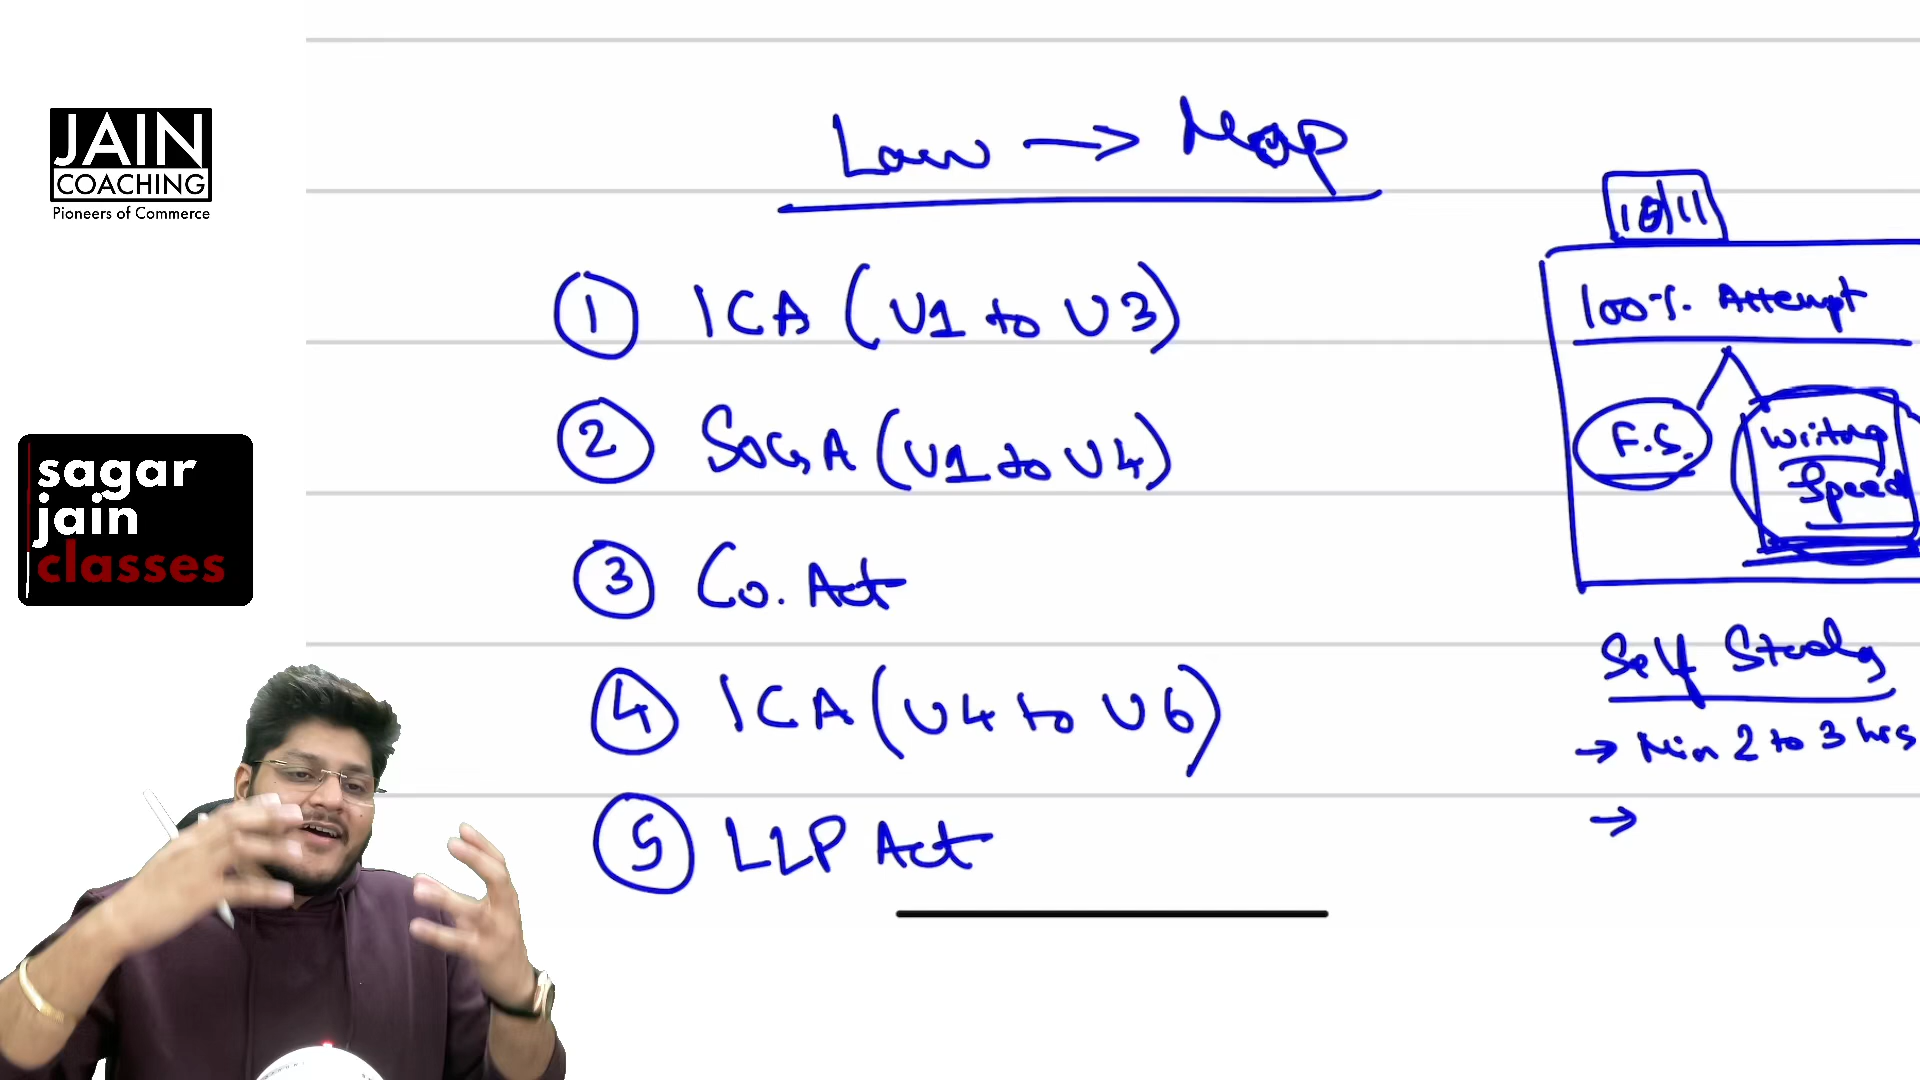 JAIN
COACHING
Pioneers of Commerce
sagar
jain
classes
Law → Map
① ICA (U1 to U3)
② SOGA (U1 to U4)
③ Co. Act
④ ICA (U4 to U6)
⑤ LLP Act
100% Attempt
F.S.
Writing
Speed
Self Study
→ Min 2 to 3 hrs
→